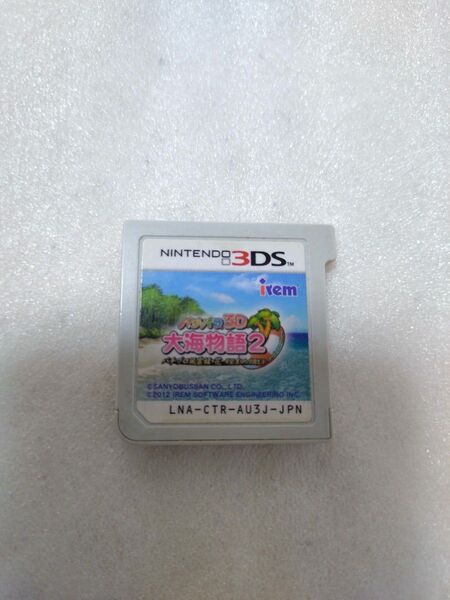 NINTENDO 3DS™
irem
パチパラ3D
大海物語2
©SANYOBUSSAN CO., LTD.
©2012 IREM SOFTWARE ENGINEERING INC.
LNA-CTR-AU3J-JPN